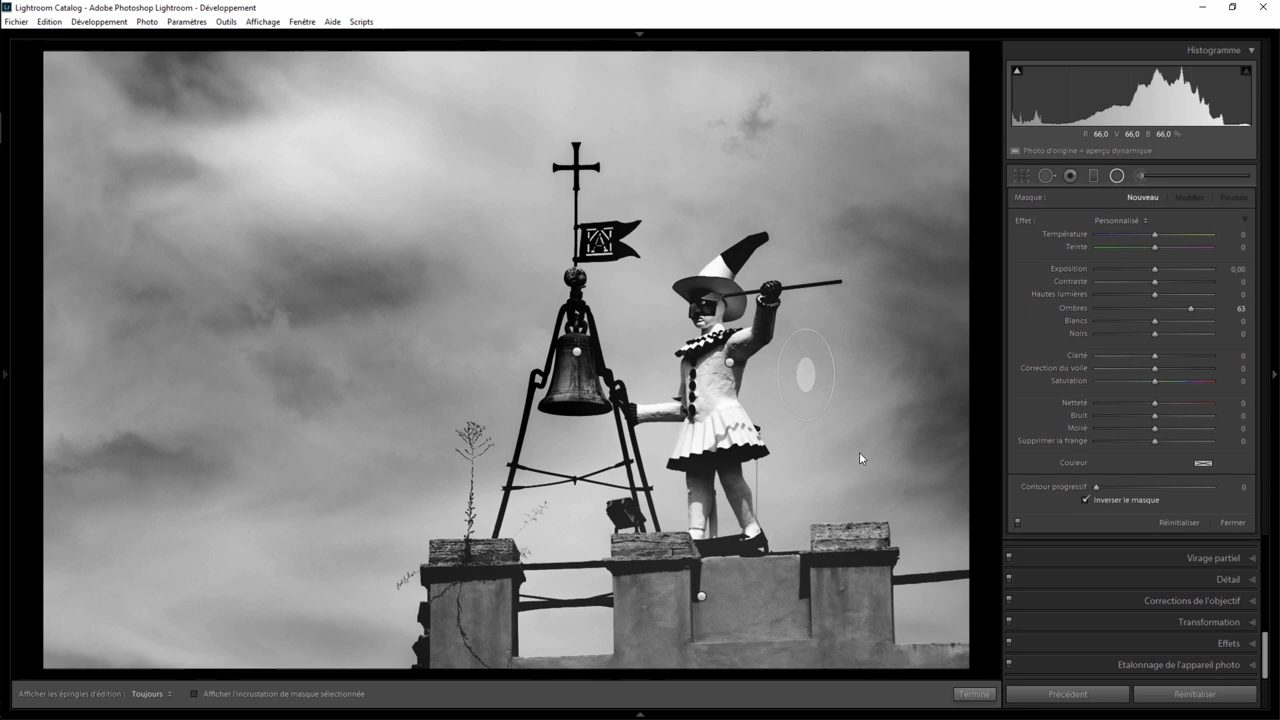 Lr Lightroom Catalog - Adobe Photoshop Lightroom - Développement
Fichier Edition Développement Photo Paramètres Outils Affichage Fenêtre Aide Scripts
Histogramme
R 66,0 V 66,0 B 66,0 %
Photo d'origine + aperçu dynamique
Masque : Nouveau Modifier Pinceau
Effet : Personnalisé
Température 0
Teinte 0
Exposition 0,00
Contraste 0
Hautes lumières 0
Ombres 63
Blancs 0
Noirs 0
Clarté 0
Correction du voile 0
Saturation 0
Netteté 0
Bruit 0
Moiré 0
Supprimer la frange 0
Couleur
Contour progressif 0
Inverser le masque
Réinitialiser Fermer
Virage partiel
Détail
Corrections de l'objectif
Transformation
Effets
Etalonnage de l'appareil photo
Afficher les épingles d'édition : Toujours Afficher l'incrustation de masque sélectionnée Terminé
Précédent Réinitialiser
A